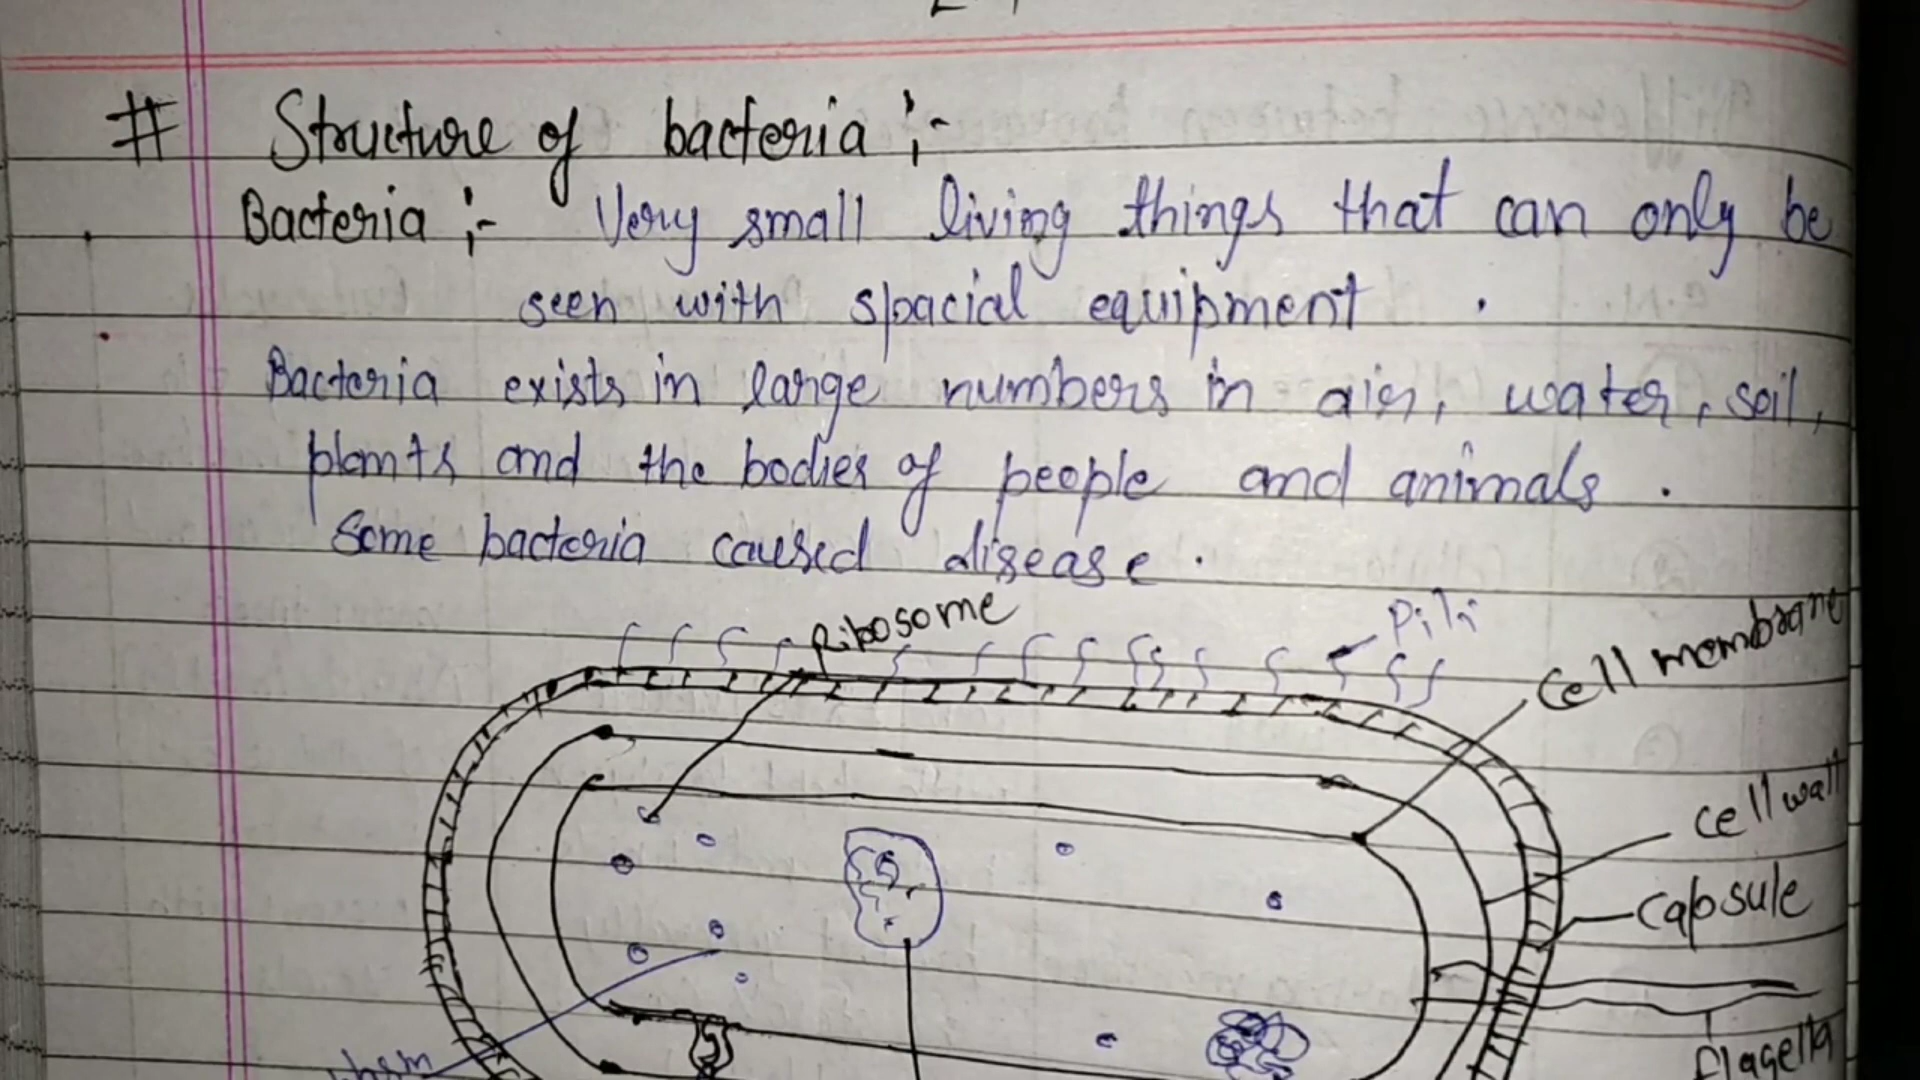 # Structure of bacteria :-
Bacteria :- Very small living things that can only be
seen with spacial equipment .
Bacteria exists in large numbers in air, water, soil,
plants and the bodies of people and animals .
Some bacteria caused disease .
Ribosome
Pili
Cell membrane
Cell wall
Capsule
flagella